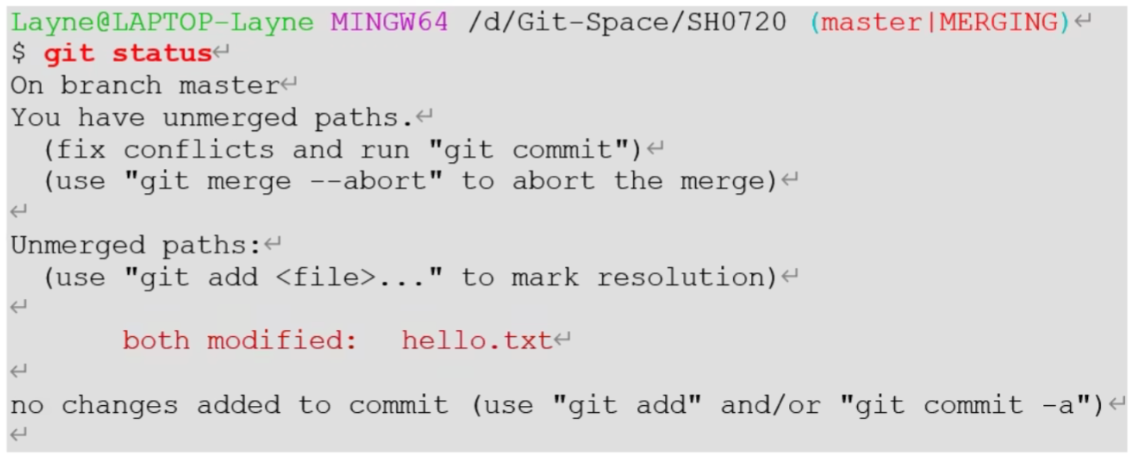 Layne@LAPTOP-Layne MINGW64 /d/Git-Space/SH0720 (master|MERGING)↵
$ git status↵
On branch master↵
You have unmerged paths.↵
  (fix conflicts and run "git commit")↵
  (use "git merge --abort" to abort the merge)↵
↵
Unmerged paths:↵
  (use "git add <file>..." to mark resolution)↵
↵
       both modified:   hello.txt↵
↵
no changes added to commit (use "git add" and/or "git commit -a")↵
↵